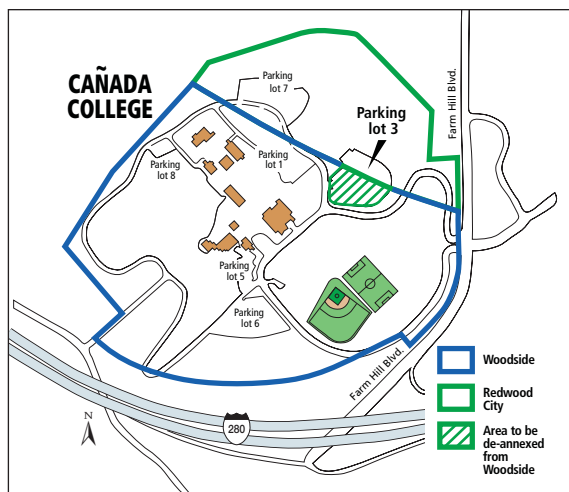 CAÑADA
COLLEGE
Parking
lot 7
Parking
lot 3
Farm Hill Blvd.
Parking
lot 8
Parking
lot 1
Parking
lot 5
Parking
lot 6
Farm Hill Blvd.
N
280
Woodside
Redwood
City
Area to be
de-annexed
from
Woodside